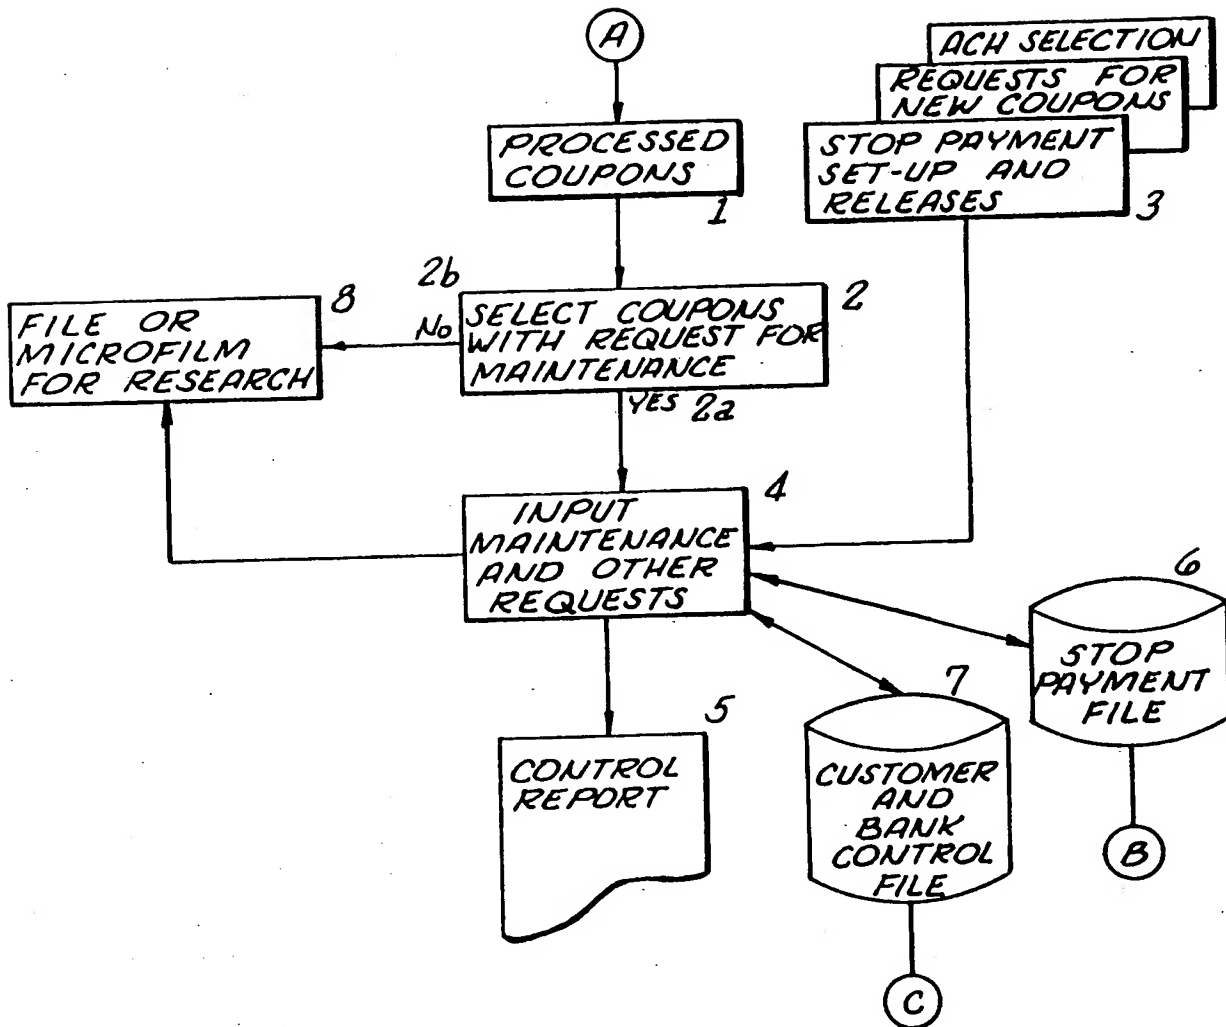 A
ACH SELECTION
REQUESTS FOR
NEW COUPONS
STOP PAYMENT
SET-UP AND
RELEASES
3
PROCESSED
COUPONS
1
2b
SELECT COUPONS
WITH REQUEST FOR
MAINTENANCE
2
No
YES 2a
8
FILE OR
MICROFILM
FOR RESEARCH
4
INPUT
MAINTENANCE
AND OTHER
REQUESTS
6
STOP
PAYMENT
FILE
B
5
CONTROL
REPORT
7
CUSTOMER
AND
BANK
CONTROL
FILE
C